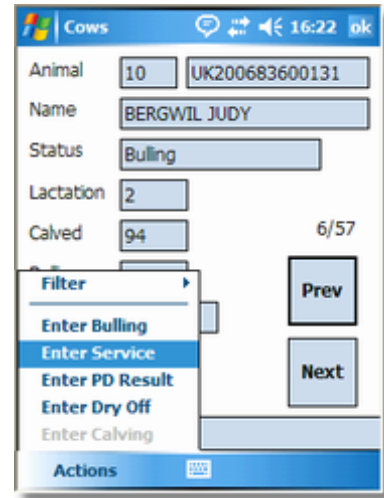 Cows 16:22 ok
Animal 10 UK200683600131
Name BERGWIL JUDY
Status Bulling
Lactation 2
Calved 94 6/57
Filter
Prev
Enter Bulling
Enter Service
Enter PD Result
Next
Enter Dry Off
Enter Calving
Actions